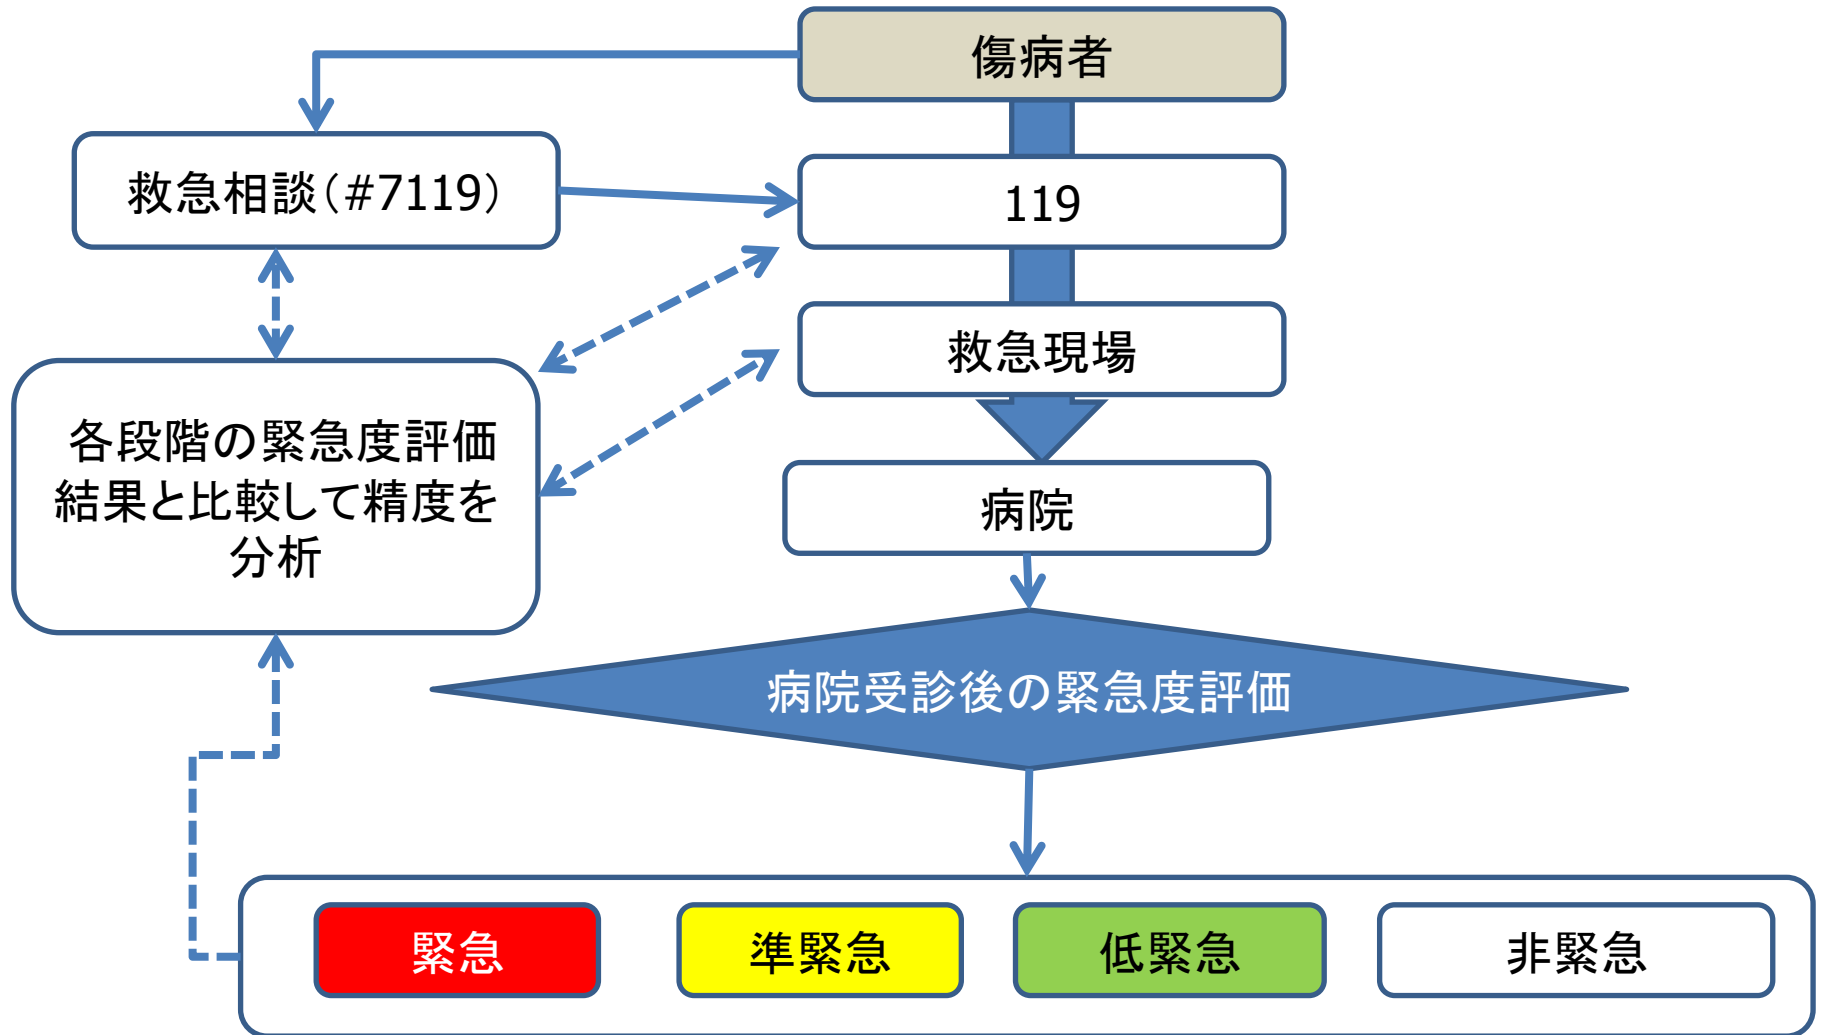 傷病者
救急相談（#7119）
119
救急現場
各段階の緊急度評価
結果と比較して精度を
分析
病院
病院受診後の緊急度評価
緊急
準緊急
低緊急
非緊急